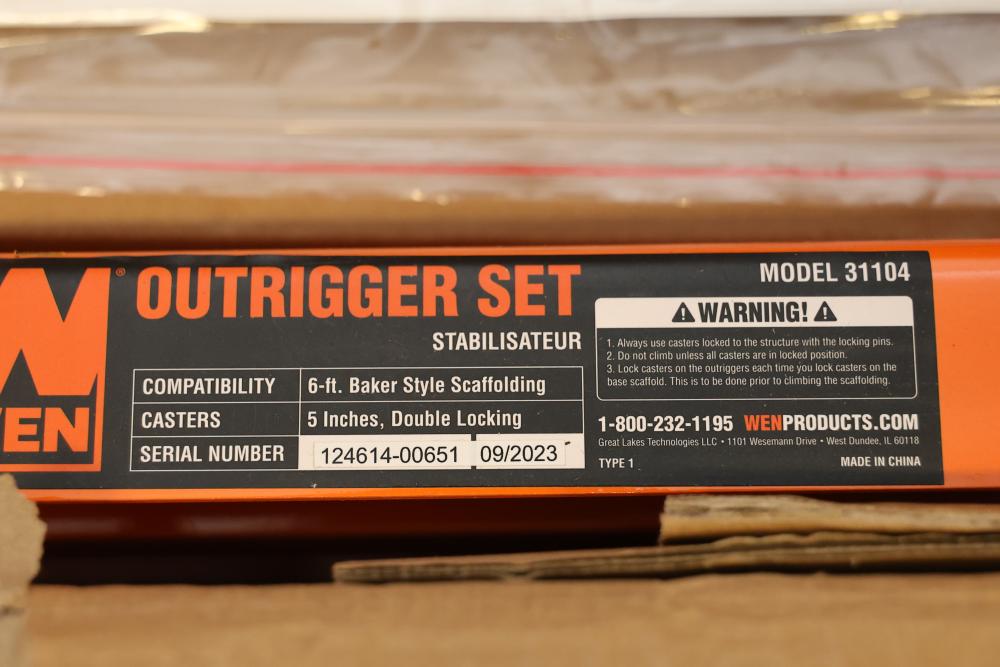 WEN®
OUTRIGGER SET
STABILISATEUR
COMPATIBILITY 6-ft. Baker Style Scaffolding
CASTERS 5 Inches, Double Locking
SERIAL NUMBER 124614-00651 09/2023
MODEL 31104
WARNING!
1. Always use casters locked to the structure with the locking pins.
2. Do not climb unless all casters are in locked position.
3. Lock casters on the outriggers each time you lock casters on the
base scaffold. This is to be done prior to climbing the scaffolding.
1-800-232-1195 WENPRODUCTS.COM
Great Lakes Technologies LLC • 1101 Wesemann Drive • West Dundee, IL 60118
TYPE 1 MADE IN CHINA